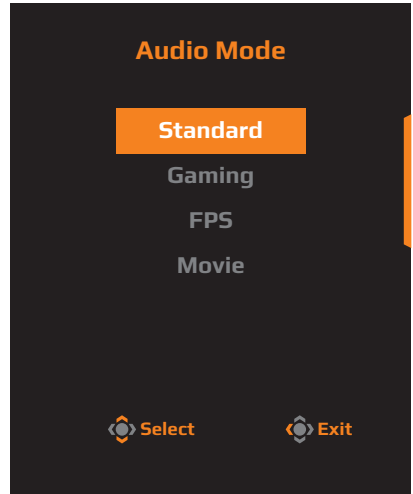 Audio Mode
Standard
Gaming
FPS
Movie
Select Exit